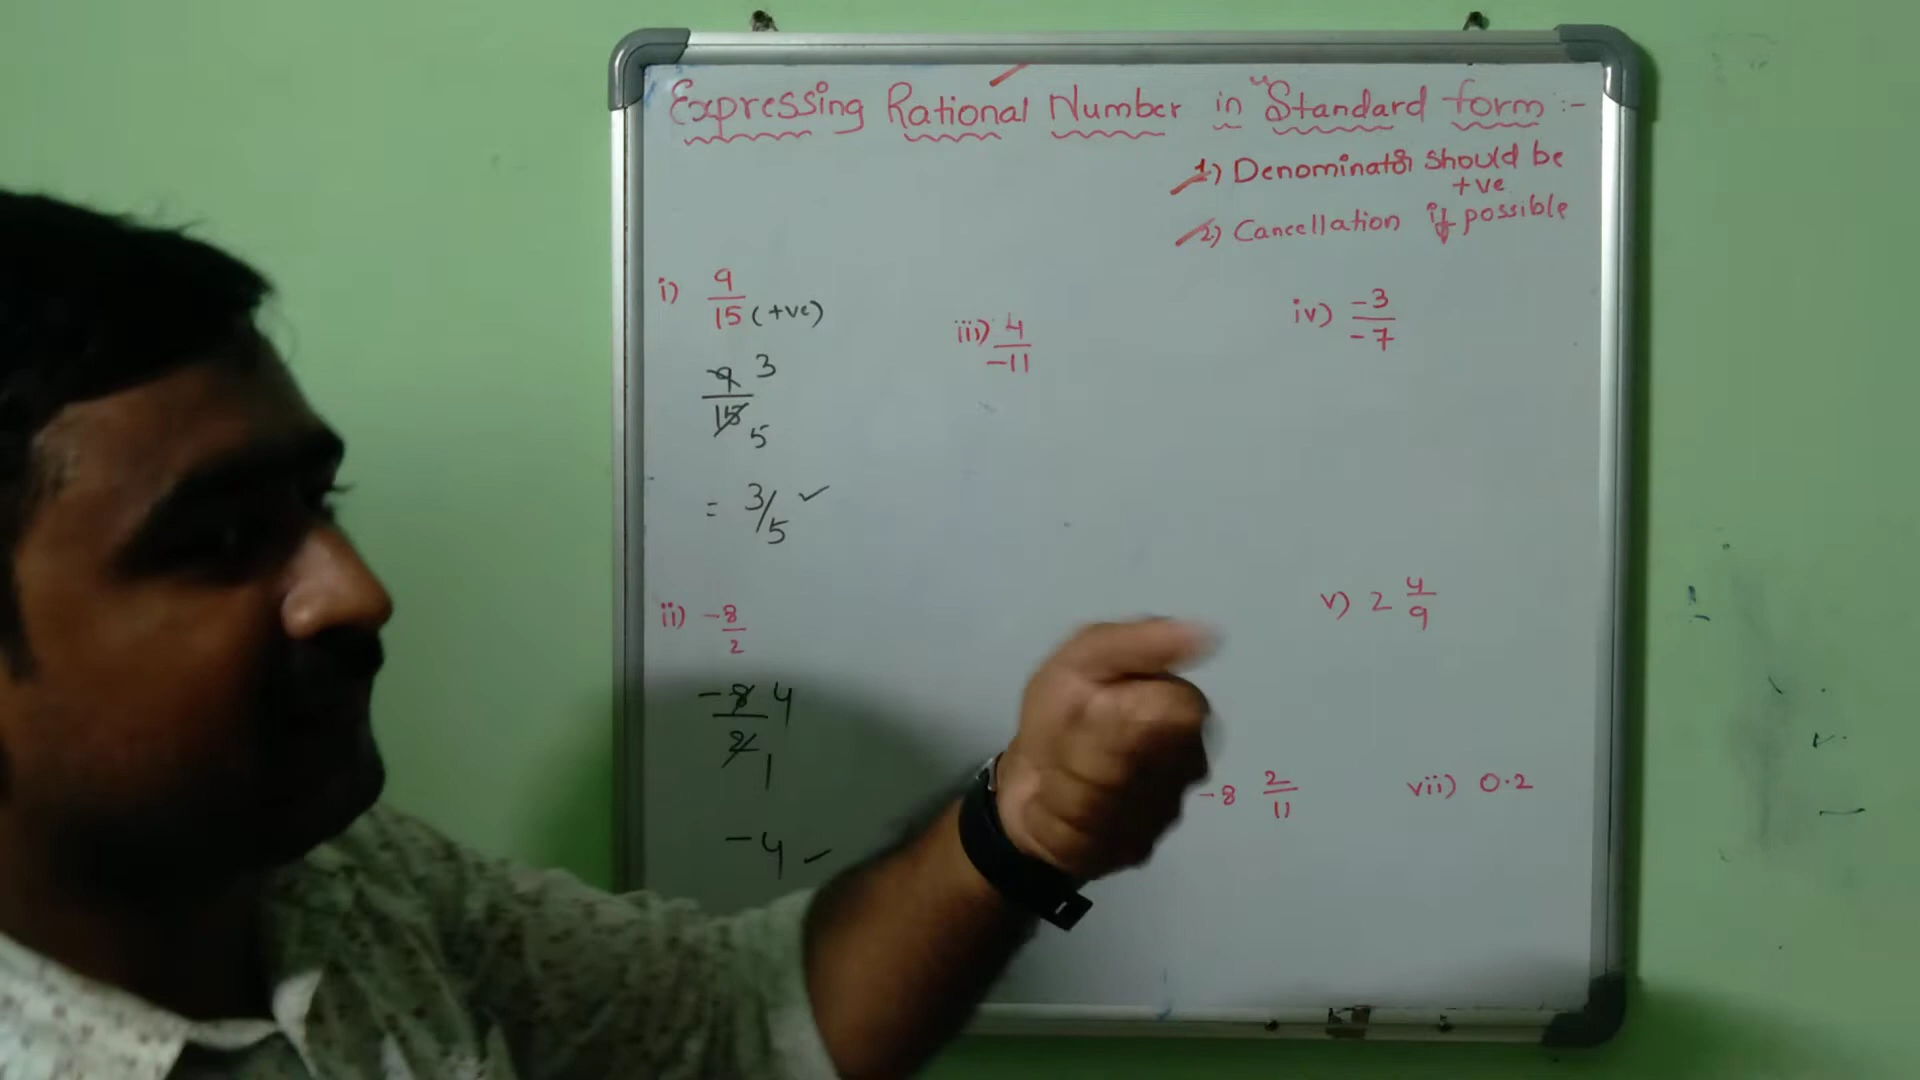 Expressing Rational Number in "Standard form :-
1) Denominator should be
+ve
2) Cancellation if possible
i) 9/15 (+ve)
9/15 3 5
= 3/5 ✓
ii) -8/2
-8/2 4 1
-4 ✓
iii) 4/-11
iv) -3/-7
v) 2 4/9
-8 2/11
vii) 0.2